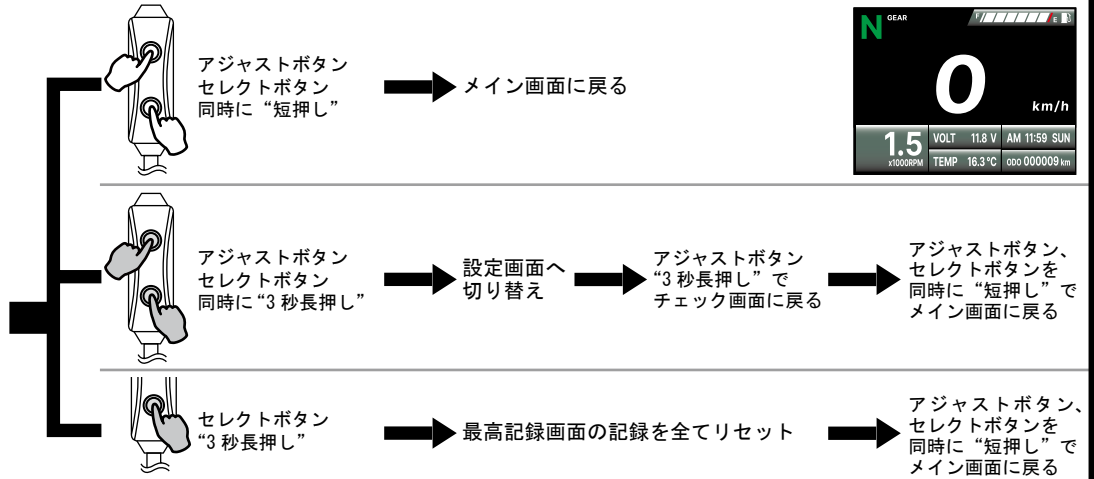 アジャストボタン
セレクトボタン
同時に“短押し”
メイン画面に戻る
N GEAR
F E
0
km/h
1.5
x1000RPM
VOLT 11.8 V AM 11:59 SUN
TEMP 16.3℃ ODO 000009 km
アジャストボタン
セレクトボタン
同時に“3秒長押し”
設定画面へ
切り替え
アジャストボタン
“3秒長押し”で
チェック画面に戻る
アジャストボタン、
セレクトボタンを
同時に“短押し”で
メイン画面に戻る
セレクトボタン
“3秒長押し”
最高記録画面の記録を全てリセット
アジャストボタン、
セレクトボタンを
同時に“短押し”で
メイン画面に戻る